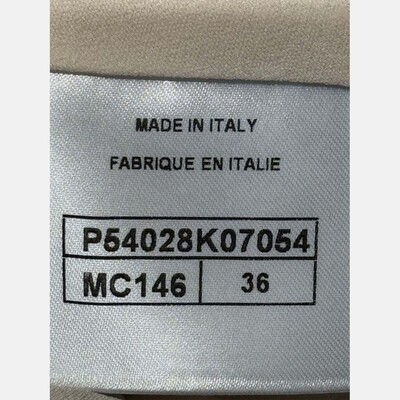 MADE IN ITALY
FABRIQUE EN ITALIE
P54028K07054
MC146 36